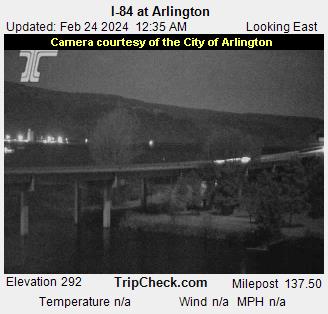 I-84 at Arlington
Updated: Feb 24 2024 12:35 AM Looking East
Camera courtesy of the City of Arlington
Elevation 292 TripCheck.com Milepost 137.50
Temperature n/a Wind n/a MPH n/a